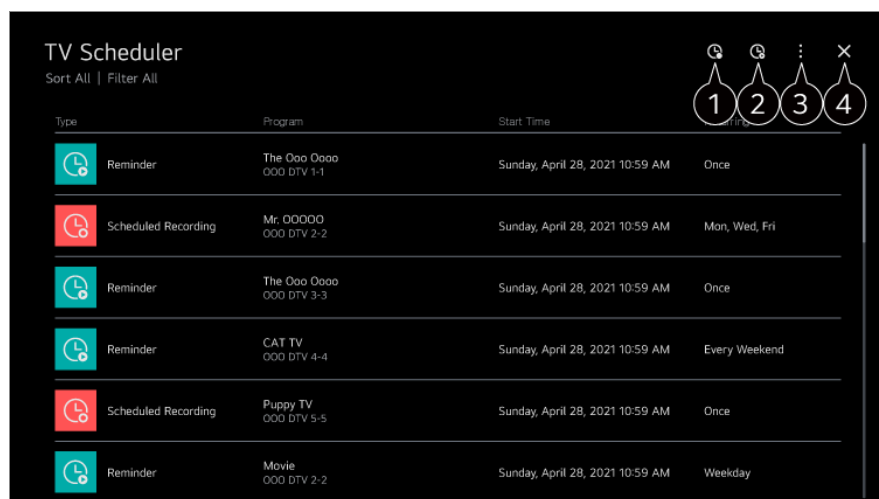 TV Scheduler
Sort All | Filter All
1 2 3 4
Type Program Start Time
Reminder The Ooo Oooo Sunday, April 28, 2021 10:59 AM Once
OOO DTV 1-1
Scheduled Recording Mr. OOOOO Sunday, April 28, 2021 10:59 AM Mon, Wed, Fri
OOO DTV 2-2
Reminder The Ooo Oooo Sunday, April 28, 2021 10:59 AM Once
OOO DTV 3-3
Reminder CAT TV Sunday, April 28, 2021 10:59 AM Every Weekend
OOO DTV 4-4
Scheduled Recording Puppy TV Sunday, April 28, 2021 10:59 AM Once
OOO DTV 5-5
Reminder Movie Sunday, April 28, 2021 10:59 AM Weekday
OOO DTV 2-2